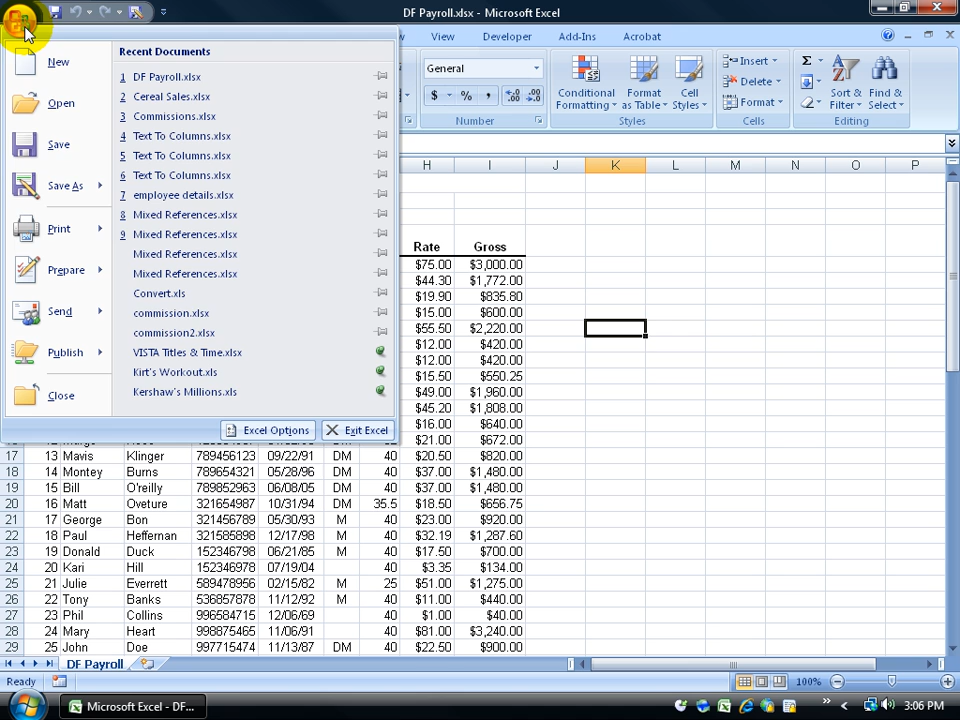 DF Payroll.xlsx - Microsoft Excel
View Developer Add-Ins Acrobat
General
$ % ,
Number
Conditional Formatting
Format as Table
Cell Styles
Styles
Insert
Delete
Format
Cells
Σ
Sort & Filter
Find & Select
Editing
New
Open
Save
Save As
Print
Prepare
Send
Publish
Close
Recent Documents
1 DF Payroll.xlsx
2 Cereal Sales.xlsx
3 Commissions.xlsx
4 Text To Columns.xlsx
5 Text To Columns.xlsx
6 Text To Columns.xlsx
7 employee details.xlsx
8 Mixed References.xlsx
9 Mixed References.xlsx
Mixed References.xlsx
Mixed References.xlsx
Convert.xls
commission.xlsx
commission2.xlsx
VISTA Titles & Time.xlsx
Kirt's Workout.xls
Kershaw's Millions.xls
Excel Options Exit Excel
H I J K L M N O P
Rate Gross
$75.00 $3,000.00
$44.30 $1,772.00
$19.90 $835.80
$15.00 $600.00
$55.50 $2,220.00
$12.00 $420.00
$12.00 $420.00
$15.50 $550.25
$49.00 $1,960.00
$45.20 $1,808.00
$16.00 $640.00
$21.00 $672.00
17 13 Mavis Klinger 789456123 09/22/91 DM 40 $20.50 $820.00
18 14 Montey Burns 789654321 05/28/96 DM 40 $37.00 $1,480.00
19 15 Bill O'reilly 789852963 06/08/05 DM 40 $37.00 $1,480.00
20 16 Matt Oveture 321654987 10/31/94 DM 35.5 $18.50 $656.75
21 17 George Bon 321456789 05/30/93 M 40 $23.00 $920.00
22 18 Paul Heffernan 321585898 12/17/98 M 40 $32.19 $1,287.60
23 19 Donald Duck 152346798 06/21/85 M 40 $17.50 $700.00
24 20 Kari Hill 152346978 07/19/04 40 $3.35 $134.00
25 21 Julie Everrett 589478956 02/15/82 M 25 $51.00 $1,275.00
26 22 Tony Banks 536857878 11/12/92 M 40 $11.00 $440.00
27 23 Phil Collins 996584715 12/06/69 40 $1.00 $40.00
28 24 Mary Heart 998875465 11/06/91 40 $81.00 $3,240.00
29 25 John Doe 997715474 11/13/87 DM 40 $22.50 $900.00
DF Payroll
Ready 100%
Microsoft Excel - DF... 3:06 PM